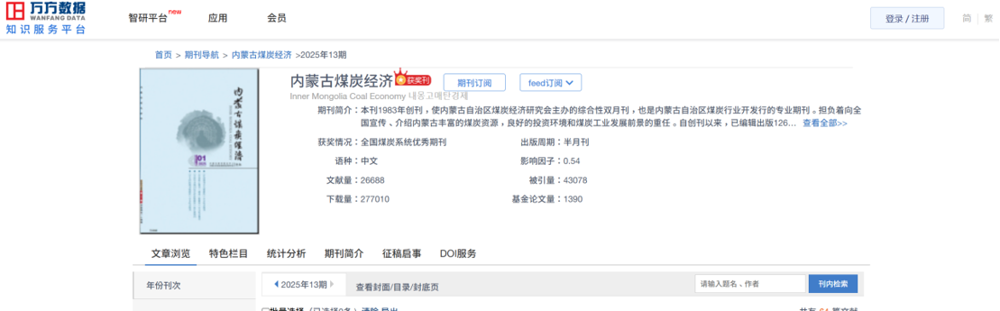 万方数据
WANFANG DATA
知识服务平台
智研平台new 应用 会员
登录 / 注册 简 繁
首页 > 期刊导航 > 内蒙古煤炭经济 >2025年13期
内蒙古煤炭经济 获奖刊 期刊订阅 feed订阅
Inner Mongolia Coal Economy 내몽고매탄경제
期刊简介：本刊1983年创刊，使内蒙古自治区煤炭经济研究会主办的综合性双月刊，也是内蒙古自治区煤炭行业开发行的专业期刊。担负着向全
国宣传、介绍内蒙古丰富的煤炭资源，良好的投资环境和煤炭工业发展前景的重任。自创刊以来，已编辑出版126... 查看全部>>
获奖情况：全国煤炭系统优秀期刊 出版周期：半月刊
语种：中文 影响因子：0.54
文献量：26688 被引量：43078
下载量：277010 基金论文量：1390
内蒙古煤炭经济
01
文章浏览 特色栏目 统计分析 期刊简介 征稿启事 DOI服务
年份刊次
2025年13期 查看封面/目录/封底页 请输入题名、作者 刊内检索